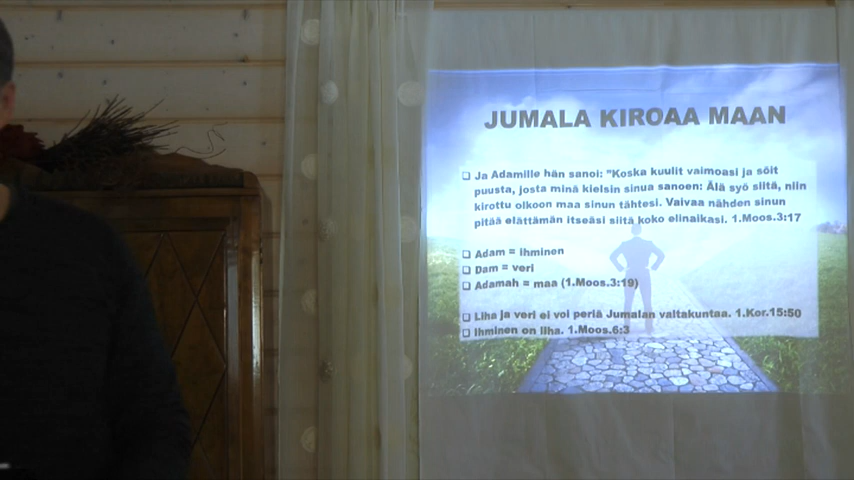 JUMALA KIROAA MAAN
❑ Ja Adamille hän sanoi: "Koska kuulit vaimoasi ja söit
puusta, josta minä kielsin sinua sanoen: Älä syö siitä, niin
kirottu olkoon maa sinun tähtesi. Vaivaa nähden sinun
pitää elättämän itseäsi siitä koko elinaikasi. 1.Moos.3:17
❑ Adam = ihminen
❑ Dam = veri
❑ Adamah = maa (1.Moos.3:19)
❑ Liha ja veri ei voi periä Jumalan valtakuntaa. 1.Kor.15:50
❑ Ihminen on liha. 1.Moos.6:3